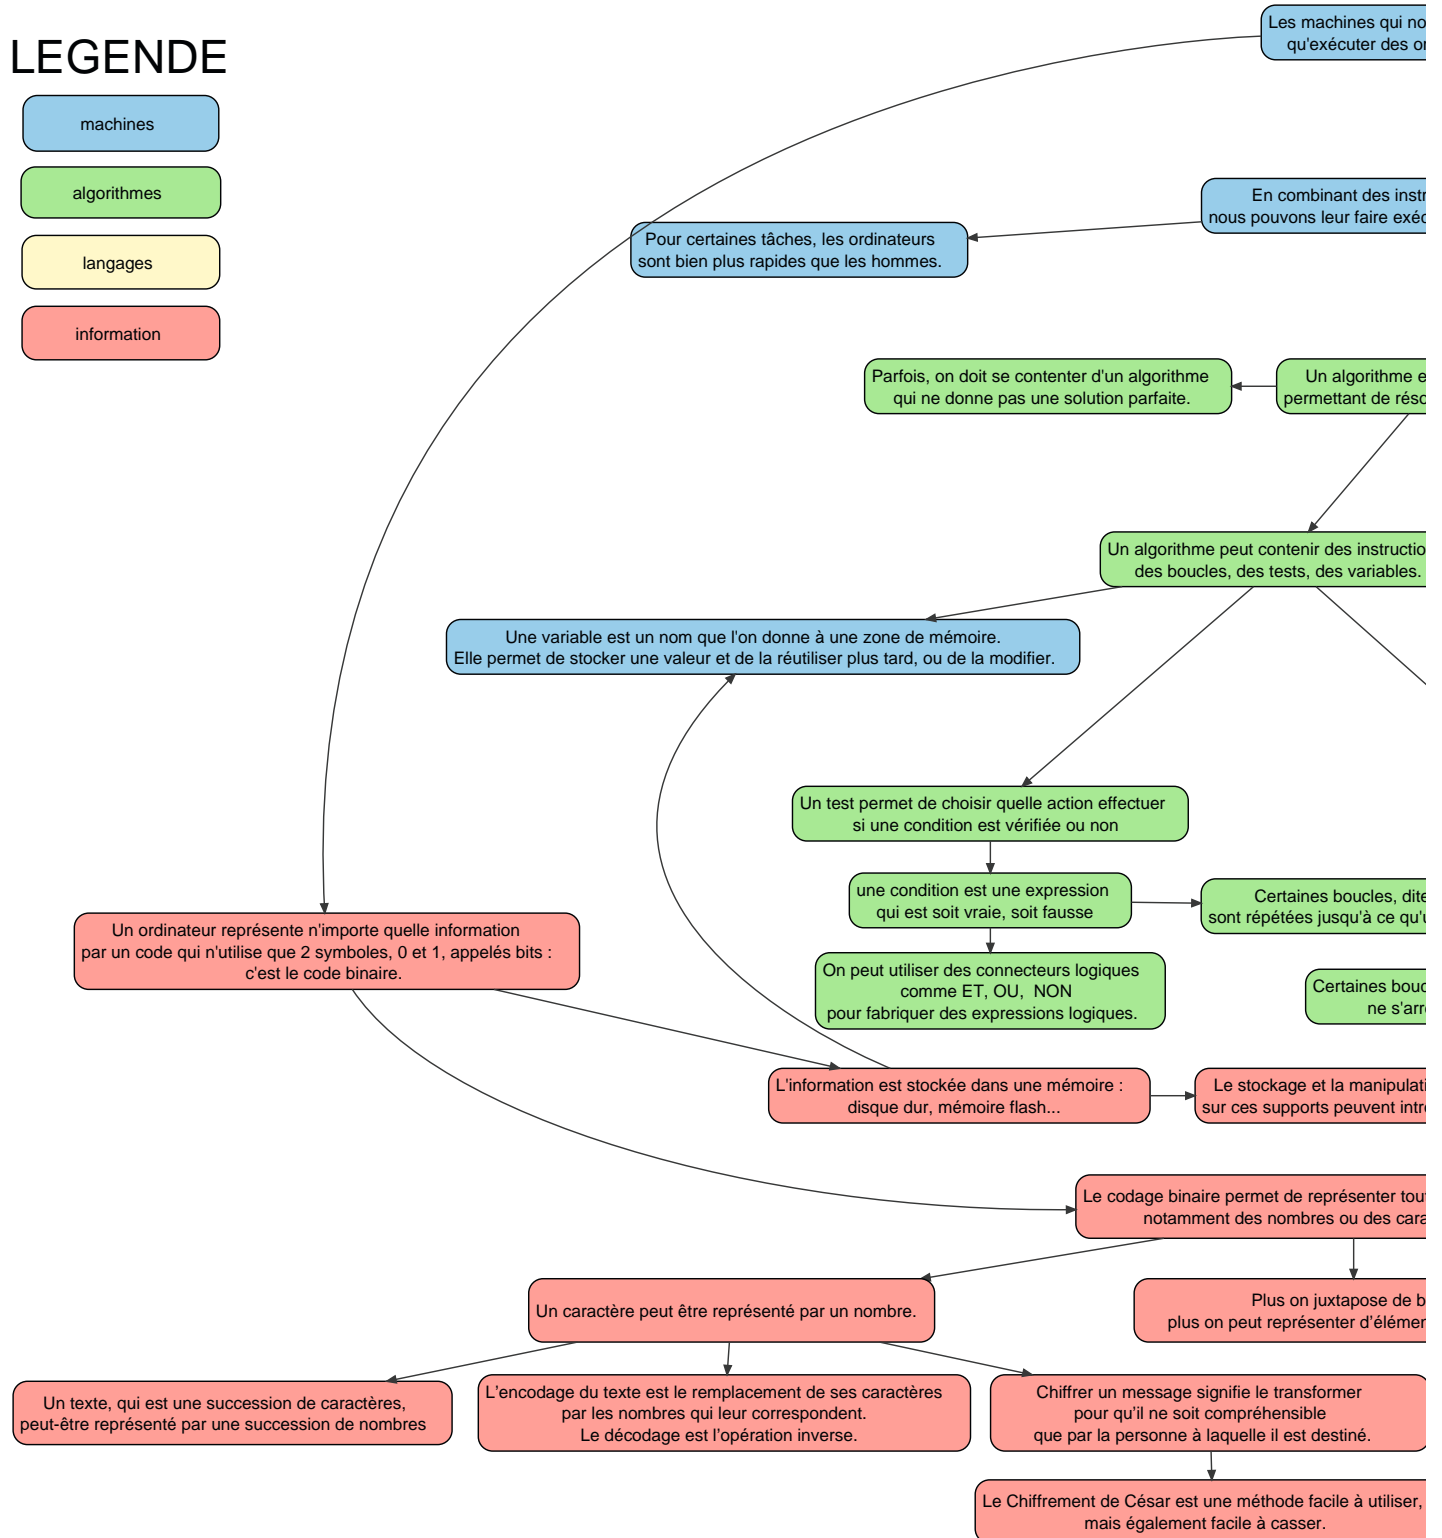 LEGENDE
machines
algorithmes
langages
information
Les machines qui
qu'exécuter des
En combinant des
nous pouvons leur faire
Pour certaines tâches, les ordinateurs
sont bien plus rapides que les hommes.
Parfois, on doit se contenter d'un algorithme
qui ne donne pas une solution parfaite.
Un algorithme
permettant de
Un algorithme peut contenir des
des boucles, des tests, des variables.
Une variable est un nom que l'on donne à une zone de mémoire.
Elle permet de stocker une valeur et de la réutiliser plus tard, ou de la modifier.
Un test permet de choisir quelle action effectuer
si une condition est vérifiée ou non
une condition est une expression
qui est soit vraie, soit fausse
Certaines boucles,
sont répétées jusqu'à ce
On peut utiliser des connecteurs logiques
comme ET, OU, NON
pour fabriquer des expressions logiques.
Certaines
ne
Un ordinateur représente n'importe quelle information
par un code qui n'utilise que 2 symboles, 0 et 1, appelés bits :
c'est le code binaire.
L'information est stockée dans une mémoire :
disque dur, mémoire flash...
Le stockage et la
sur ces supports peuvent
Le codage binaire permet de représenter
notamment des nombres ou des
Un caractère peut être représenté par un nombre.
Plus on juxtapose de
plus on peut représenter
Un texte, qui est une succession de caractères,
peut-être représenté par une succession de nombres
L'encodage du texte est le remplacement de ses caractères
par les nombres qui leur correspondent.
Le décodage est l'opération inverse.
Chiffrer un message signifie le transformer
pour qu'il ne soit compréhensible
que par la personne à laquelle il est destiné.
Le Chiffrement de César est une méthode facile à utiliser,
mais également facile à casser.